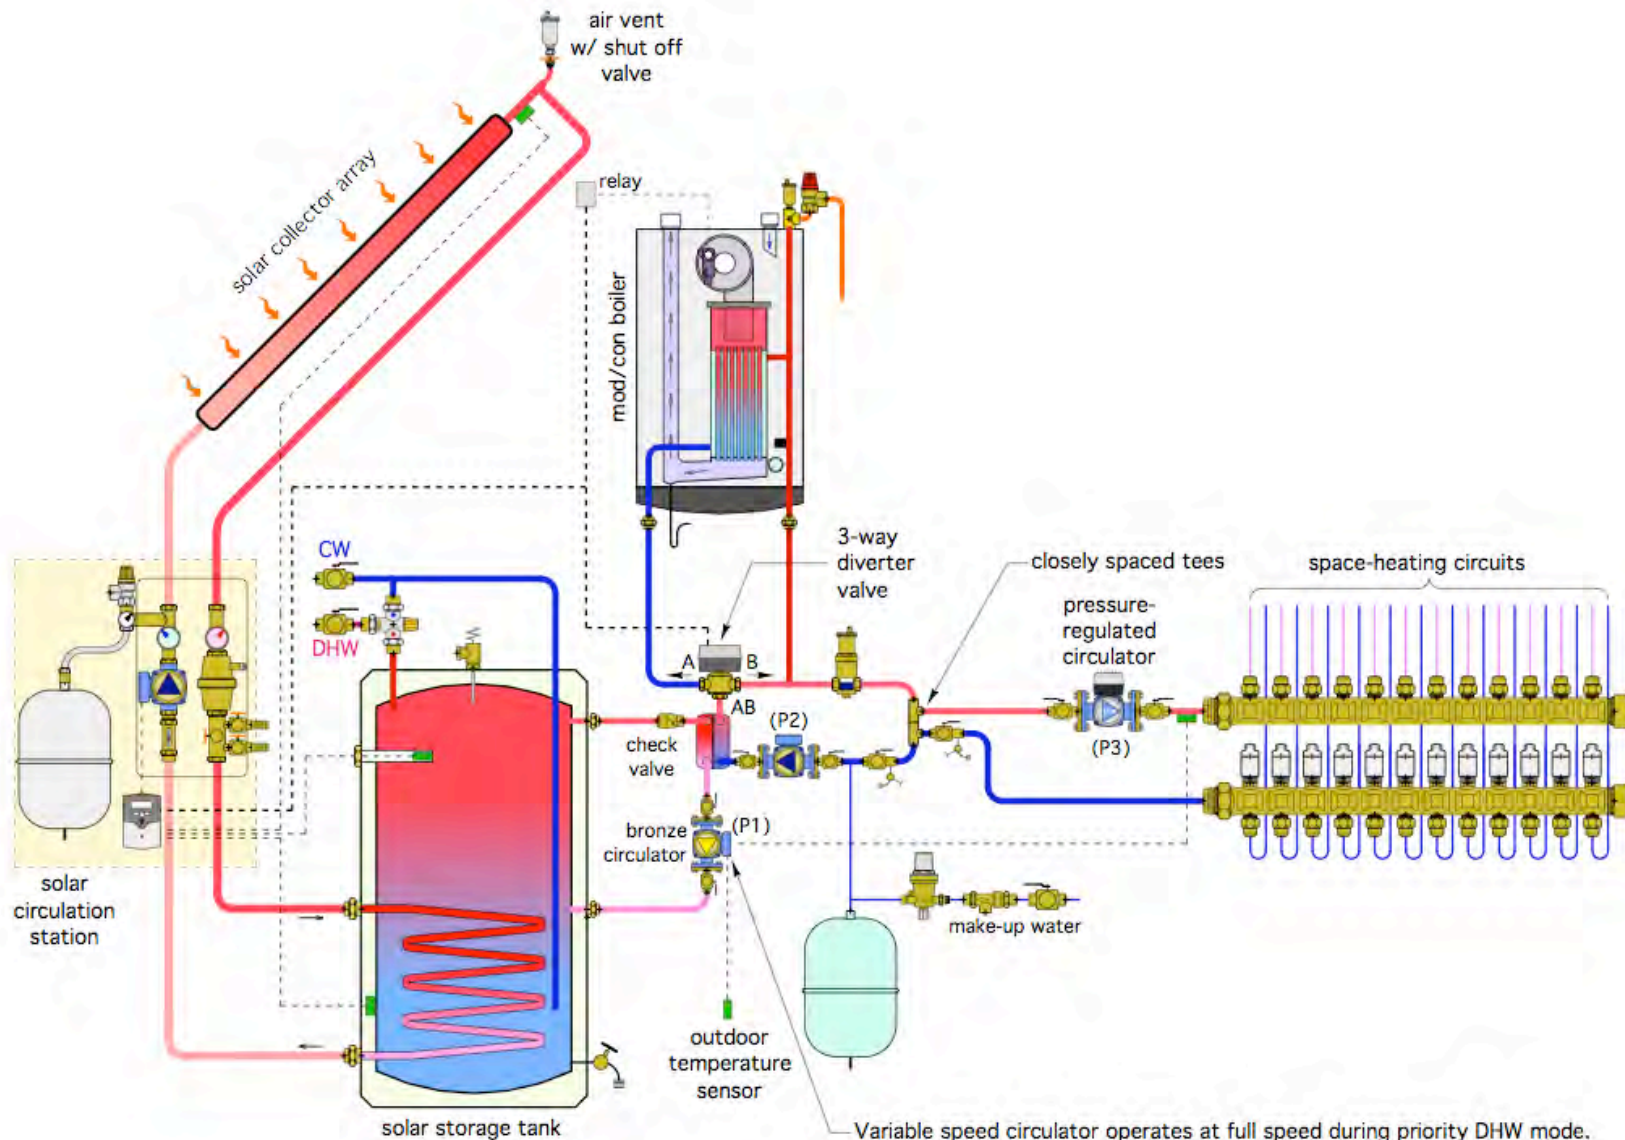 air vent
w/ shut off
valve
solar collector array
relay
mod/con boiler
3-way
diverter
valve
closely spaced tees
space-heating circuits
pressure-
regulated
circulator
CW
DHW
A
B
AB
(P2)
(P3)
check
valve
(P1)
bronze
circulator
solar
circulation
station
make-up water
outdoor
temperature
sensor
solar storage tank
Variable speed circulator operates at full speed during priority DHW mode.